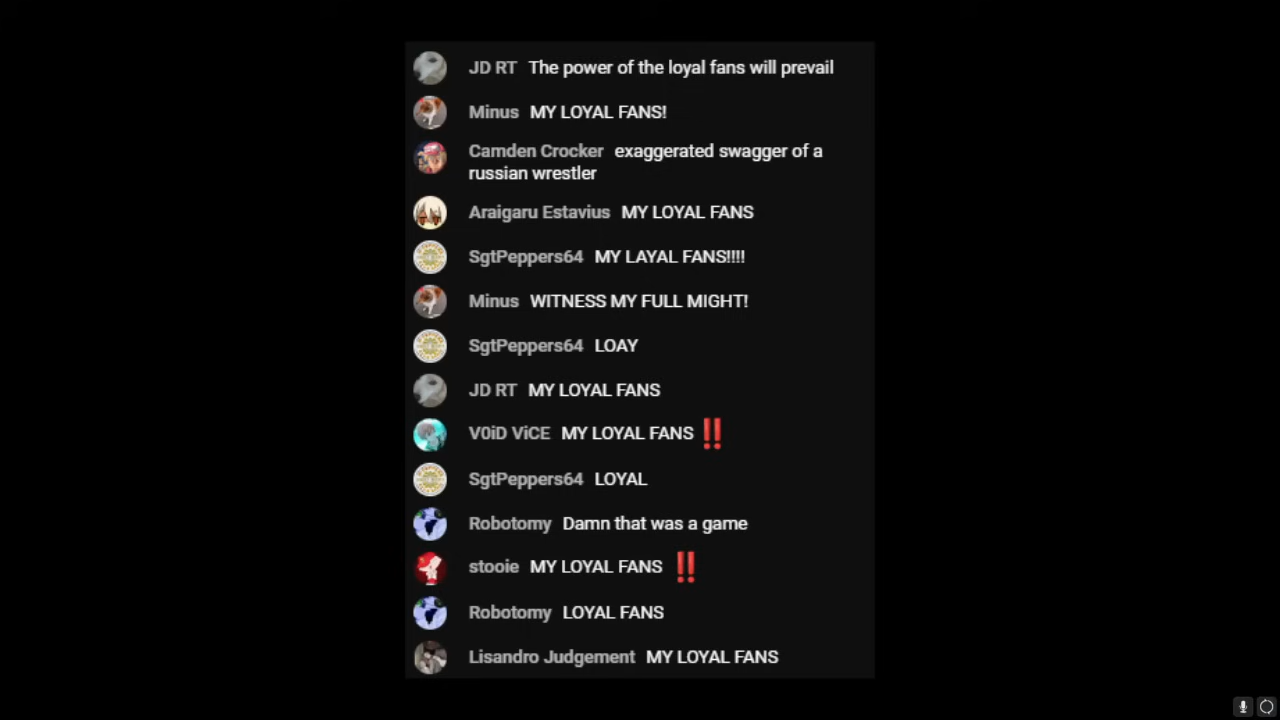 JD RT The power of the loyal fans will prevail
Minus MY LOYAL FANS!
Camden Crocker exaggerated swagger of a
russian wrestler
Araigaru Estavius MY LOYAL FANS
SgtPeppers64 MY LAYAL FANS!!!!
Minus WITNESS MY FULL MIGHT!
SgtPeppers64 LOAY
JD RT MY LOYAL FANS
V0iD ViCE MY LOYAL FANS ‼️
SgtPeppers64 LOYAL
Robotomy Damn that was a game
stooie MY LOYAL FANS ‼️
Robotomy LOYAL FANS
Lisandro Judgement MY LOYAL FANS